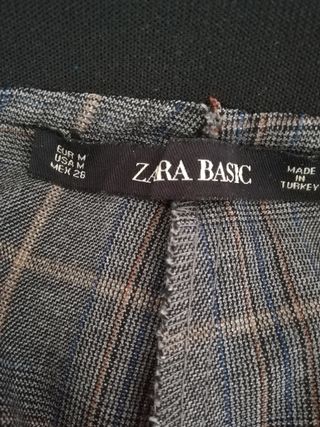 EUR M
USA M
MEX 28
ZARA BASIC
MADE
IN
TURKEY